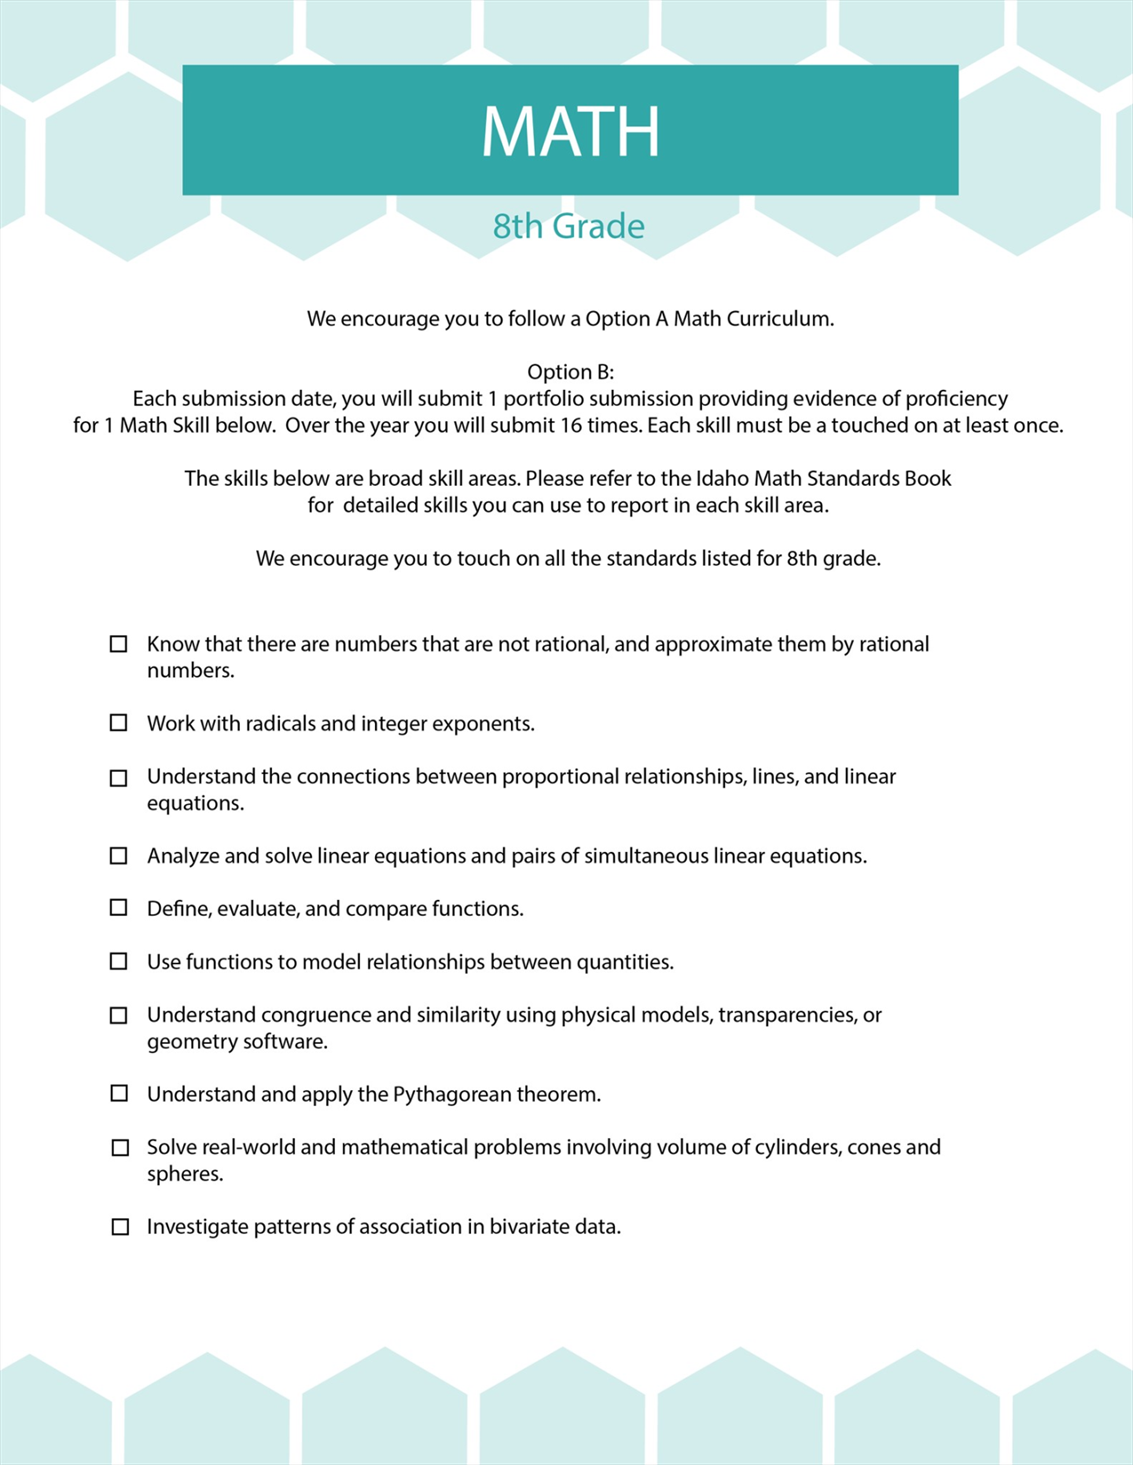 MATH
8th Grade
We encourage you to follow a Option A Math Curriculum.
Option B:
Each submission date, you will submit 1 portfolio submission providing evidence of proficiency
for 1 Math Skill below.  Over the year you will submit 16 times. Each skill must be a touched on at least once.
The skills below are broad skill areas. Please refer to the Idaho Math Standards Book
for  detailed skills you can use to report in each skill area.
We encourage you to touch on all the standards listed for 8th grade.
Know that there are numbers that are not rational, and approximate them by rational
numbers.
Work with radicals and integer exponents.
Understand the connections between proportional relationships, lines, and linear
equations.
Analyze and solve linear equations and pairs of simultaneous linear equations.
Define, evaluate, and compare functions.
Use functions to model relationships between quantities.
Understand congruence and similarity using physical models, transparencies, or
geometry software.
Understand and apply the Pythagorean theorem.
Solve real-world and mathematical problems involving volume of cylinders, cones and
spheres.
Investigate patterns of association in bivariate data.